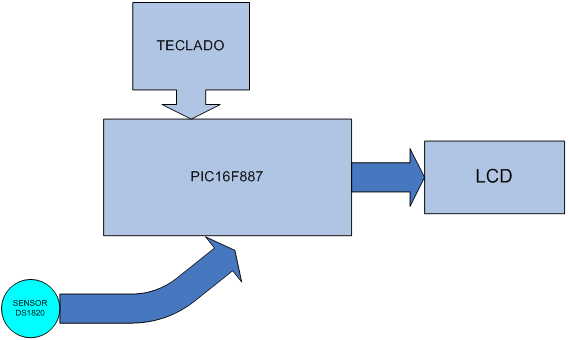 TECLADO
PIC16F887
LCD
SENSOR
DS1820